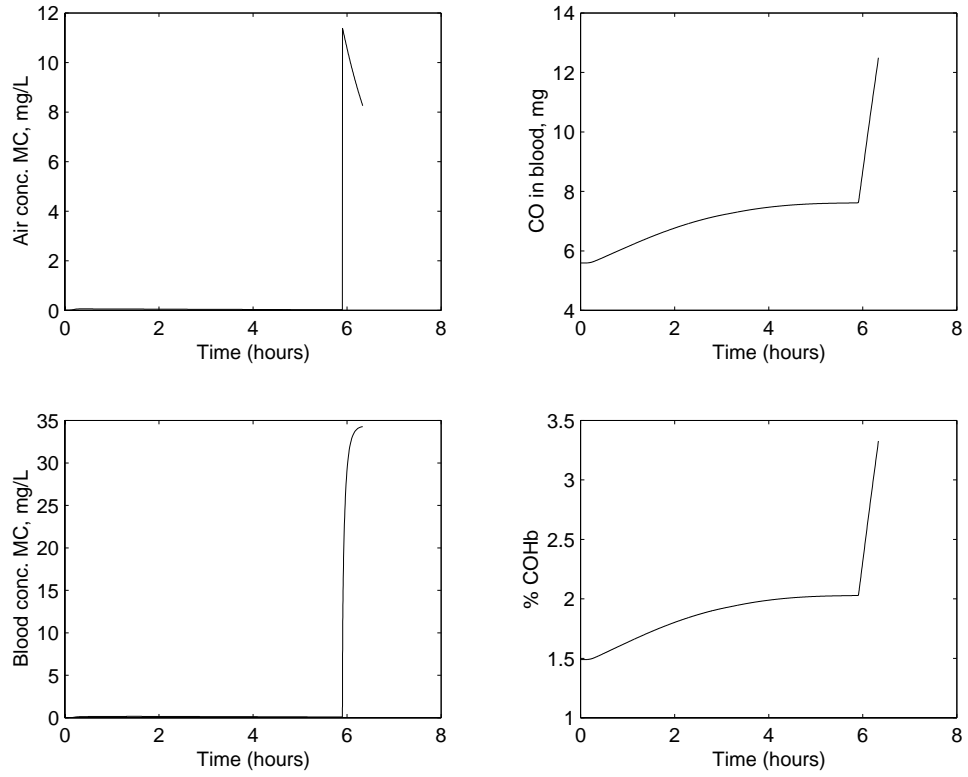 12
10
8
6
4
2
0
Air conc. MC, mg/L
0 2 4 6 8
Time (hours)
14
12
10
8
6
4
CO in blood, mg
0 2 4 6 8
Time (hours)
35
30
25
20
15
10
5
0
Blood conc. MC, mg/L
0 2 4 6 8
Time (hours)
3.5
3
2.5
2
1.5
1
% COHb
0 2 4 6 8
Time (hours)